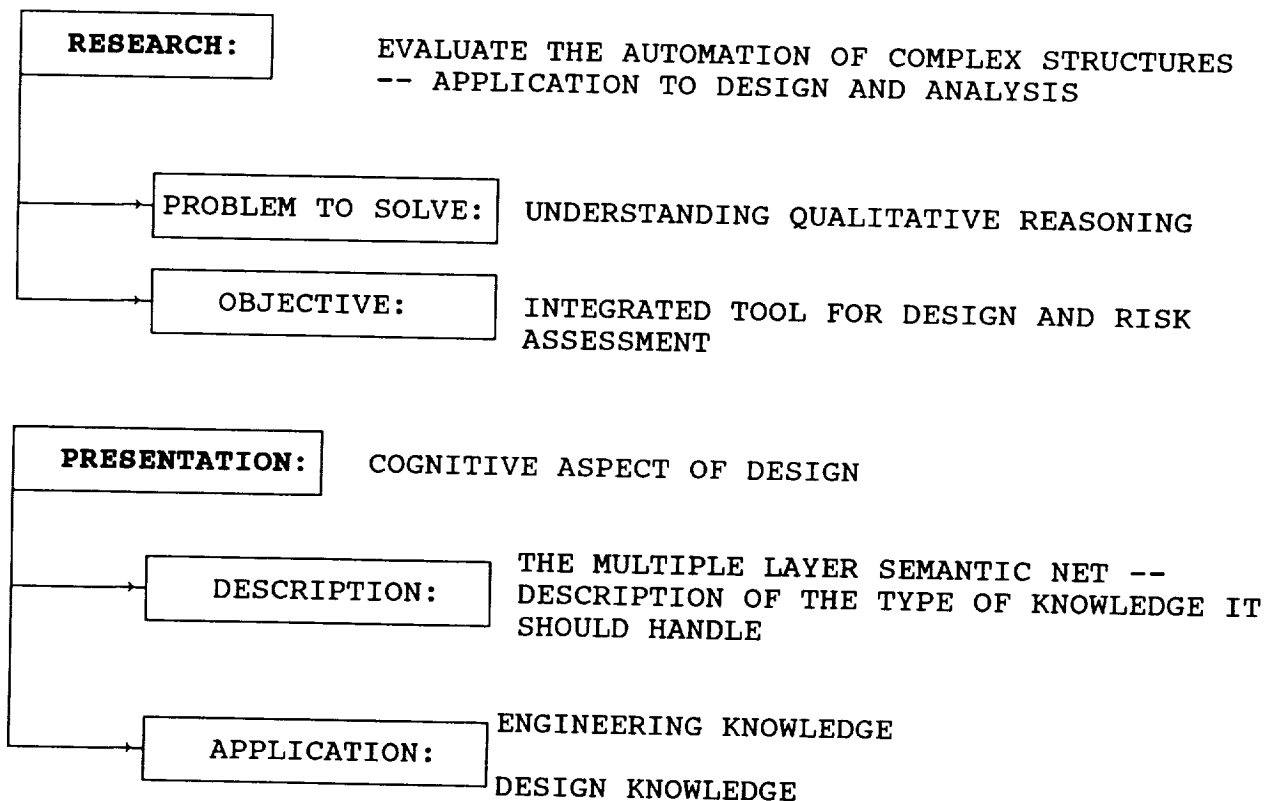 RESEARCH:
EVALUATE THE AUTOMATION OF COMPLEX STRUCTURES
-- APPLICATION TO DESIGN AND ANALYSIS
PROBLEM TO SOLVE:
UNDERSTANDING QUALITATIVE REASONING
OBJECTIVE:
INTEGRATED TOOL FOR DESIGN AND RISK
ASSESSMENT
PRESENTATION:
COGNITIVE ASPECT OF DESIGN
DESCRIPTION:
THE MULTIPLE LAYER SEMANTIC NET --
DESCRIPTION OF THE TYPE OF KNOWLEDGE IT
SHOULD HANDLE
APPLICATION:
ENGINEERING KNOWLEDGE
DESIGN KNOWLEDGE